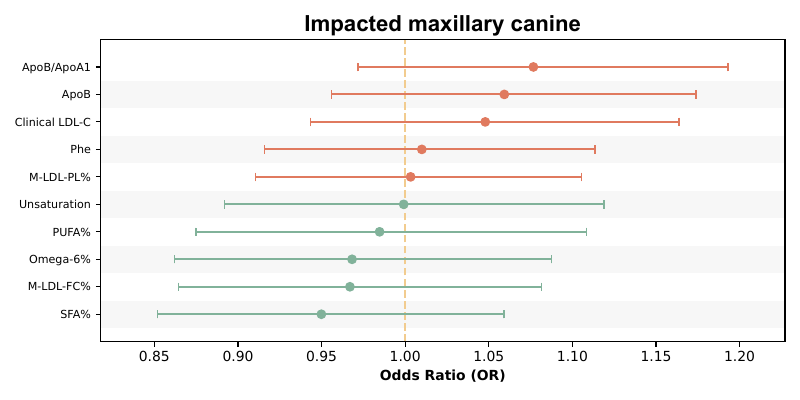 Impacted maxillary canine
ApoB/ApoA1
ApoB
Clinical LDL-C
Phe
M-LDL-PL%
Unsaturation
PUFA%
Omega-6%
M-LDL-FC%
SFA%
0.85 0.90 0.95 1.00 1.05 1.10 1.15 1.20
Odds Ratio (OR)